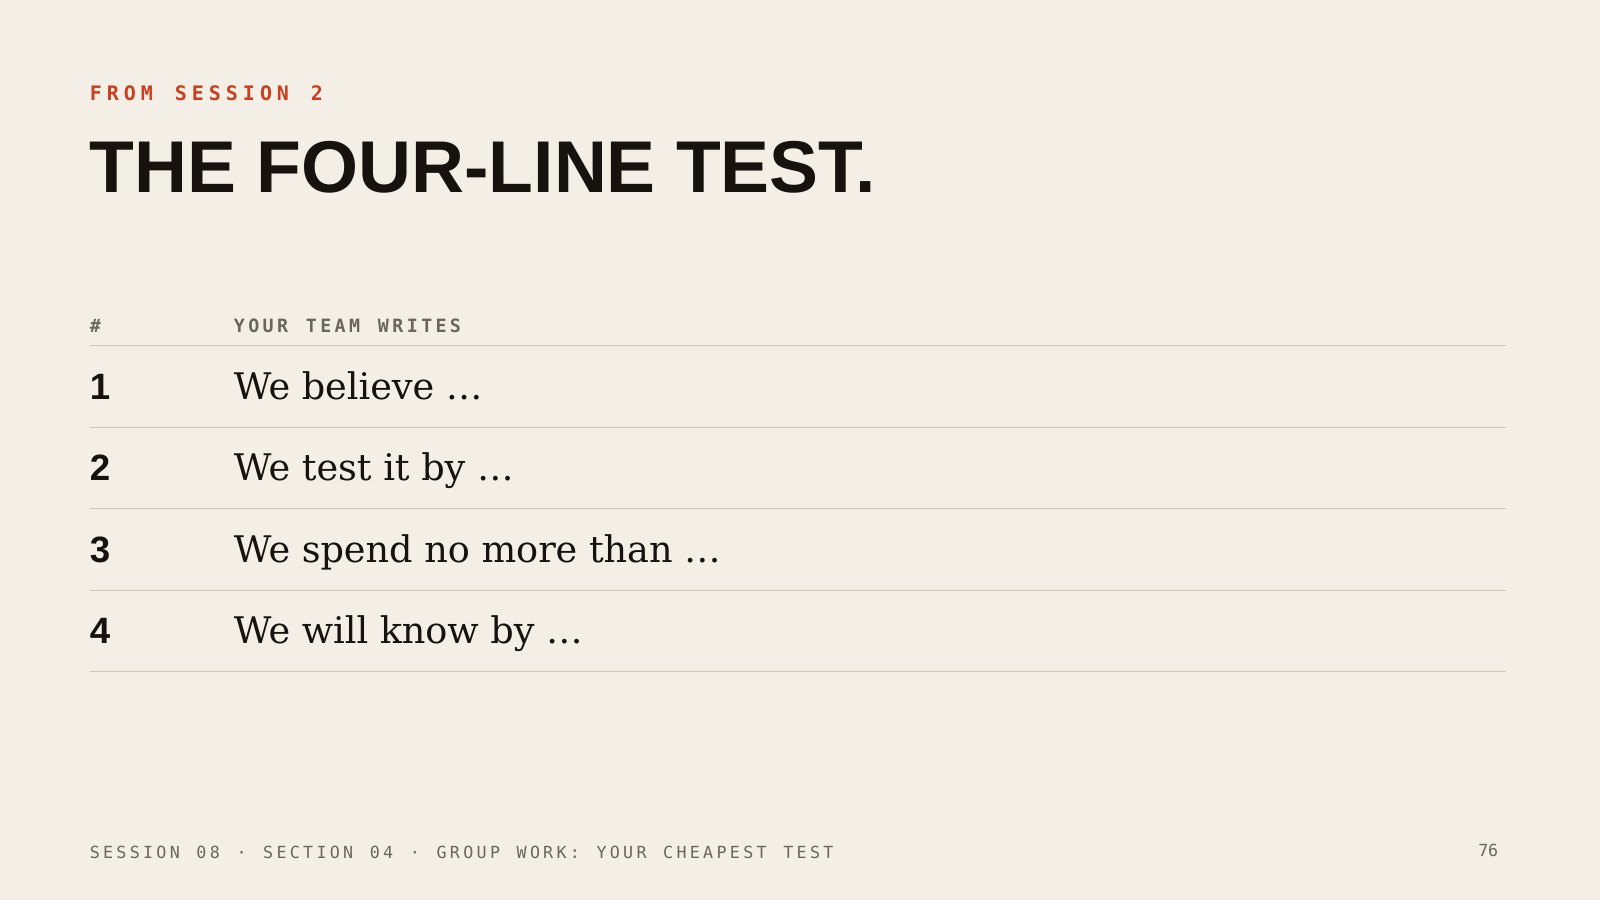 FROM SESSION 2
THE FOUR-LINE TEST.
# YOUR TEAM WRITES
1 We believe …
2 We test it by …
3 We spend no more than …
4 We will know by …
SESSION 08 · SECTION 04 · GROUP WORK: YOUR CHEAPEST TEST 76